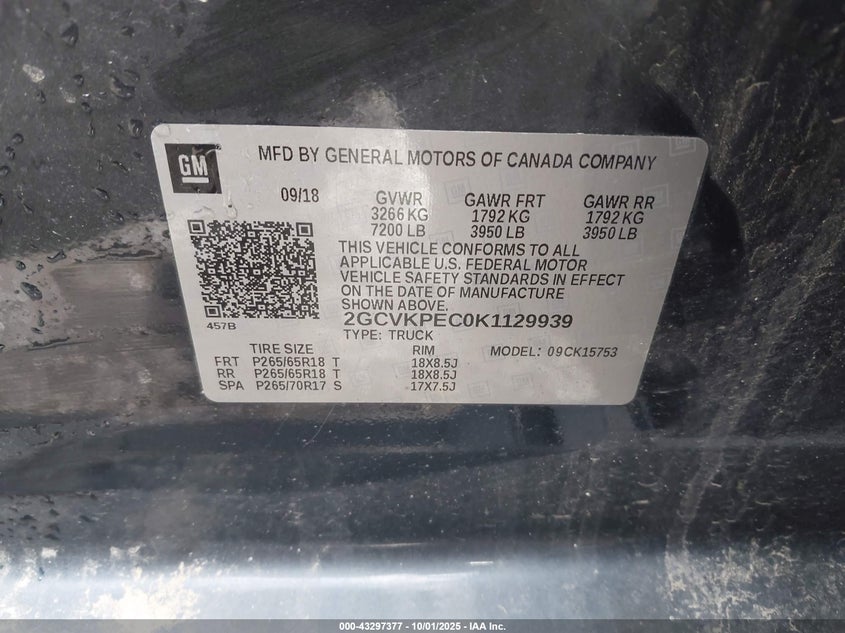 GM
MFD BY GENERAL MOTORS OF CANADA COMPANY
09/18 GVWR GAWR FRT GAWR RR
3266 KG 1792 KG 1792 KG
7200 LB 3950 LB 3950 LB
THIS VEHICLE CONFORMS TO ALL
APPLICABLE U.S. FEDERAL MOTOR
VEHICLE SAFETY STANDARDS IN EFFECT
ON THE DATE OF MANUFACTURE
SHOWN ABOVE.
457B
2GCVKPEC0K1129939
TYPE: TRUCK
TIRE SIZE RIM MODEL: 09CK15753
FRT P265/65R18 T 18X8.5J
RR P265/65R18 T 18X8.5J
SPA P265/70R17 S 17X7.5J
000-43297377 - 10/01/2025 - IAA Inc.